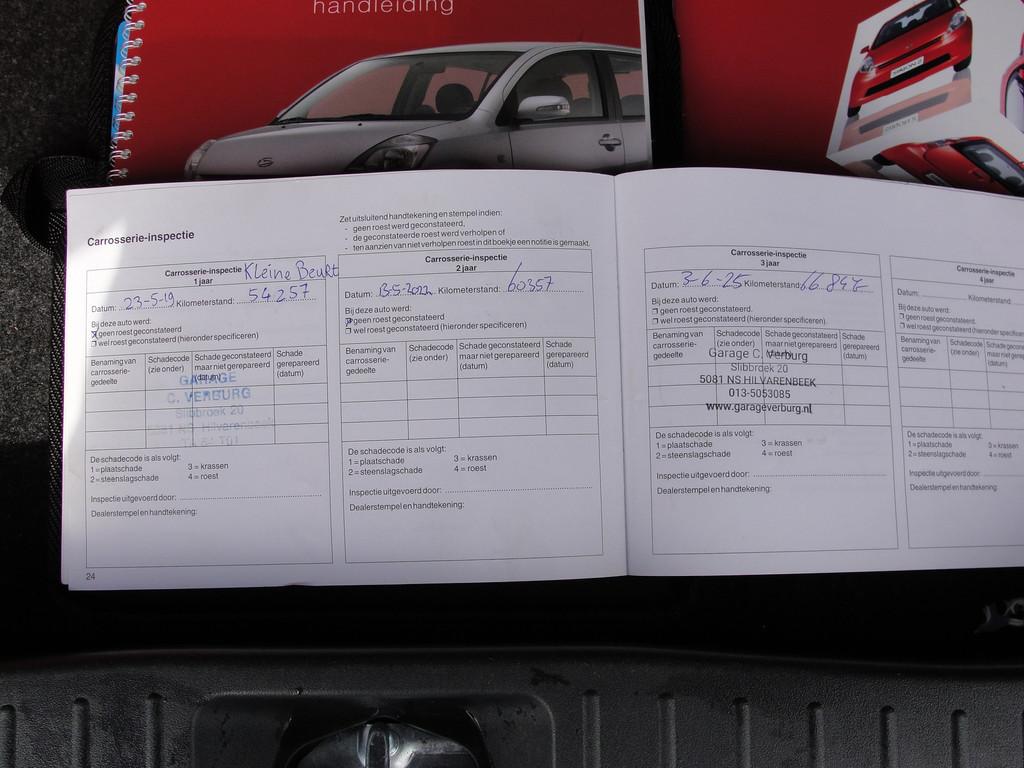 handleiding
Carrosserie-inspectie
Zet uitsluitend handtekening en stempel indien:
- geen roest werd geconstateerd,
- de geconstateerde roest werd verholpen of
- ten aanzien van niet verholpen roest in dit boekje een notitie is gemaakt.
Carrosserie-inspectie
1 jaar
Kleine Beurt
Datum: 23-5-19 Kilometerstand: 54257
Bij deze auto werd:
geen roest geconstateerd
wel roest geconstateerd (hieronder specificeren)
Benaming van carrosserie-gedeelte
Schadecode (zie onder)
Schade geconstateerd maar niet gerepareerd (datum)
Schade gerepareerd (datum)
GARAGE
C. VERBURG
Slibbroek 20
De schadecode is als volgt:
1 = plaatschade 3 = krassen
2 = steenslagschade 4 = roest
Inspectie uitgevoerd door:
Dealerstempel en handtekening:
24
Carrosserie-inspectie
2 jaar
Datum: 13-5-2022 Kilometerstand: 60357
Bij deze auto werd:
geen roest geconstateerd
wel roest geconstateerd (hieronder specificeren)
Benaming van carrosserie-gedeelte
Schadecode (zie onder)
Schade geconstateerd maar niet gerepareerd (datum)
Schade gerepareerd (datum)
De schadecode is als volgt:
1 = plaatschade 3 = krassen
2 = steenslagschade 4 = roest
Inspectie uitgevoerd door:
Dealerstempel en handtekening:
Carrosserie-inspectie
3 jaar
Datum: 3-6-25 Kilometerstand:
Bij deze auto werd:
geen roest geconstateerd.
wel roest geconstateerd (hieronder specificeren).
Benaming van carrosserie-gedeelte
Schadecode (zie onder)
Schade geconstateerd maar niet gerepareerd (datum)
Schade gerepareerd (datum)
Garage C. Verburg
Slibbroek 20
5081 NS HILVARENBEEK
013-5053085
www.garageverburg.nl
De schadecode is als volgt:
1 = plaatschade 3 = krassen
2 = steenslagschade 4 = roest
Inspectie uitgevoerd door:
Dealerstempel en handtekening:
Carrosserie-inspectie
4 jaar
Datum: Kilometerstand:
Bij deze auto werd:
geen roest geconstateerd.
wel roest geconstateerd (hieronder specificeren)
Benaming van carrosserie-gedeelte
Schadecode (zie onder)
De schadecode is als volgt:
1 = plaatschade 3 = krassen
2 = steenslagschade 4 = roest
Inspectie uitgevoerd door:
Dealerstempel en handtekening: